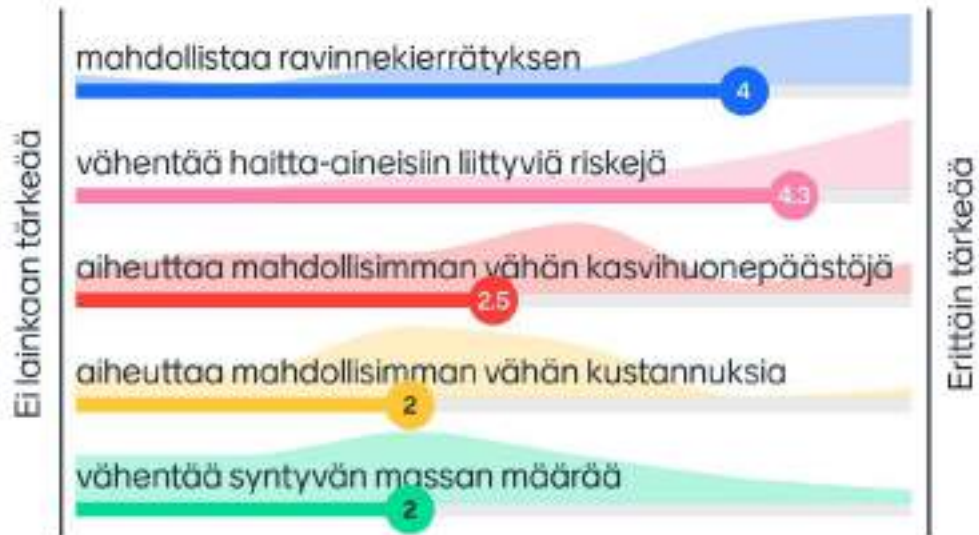 Ei lainkaan tärkeää
mahdollistaa ravinnekierrätyksen
4
vähentää haitta-aineisiin liittyviä riskejä
4.3
aiheuttaa mahdollisimman vähän kasvihuonepäästöjä
2.5
aiheuttaa mahdollisimman vähän kustannuksia
2
vähentää syntyvän massan määrää
2
Erittäin tärkeää